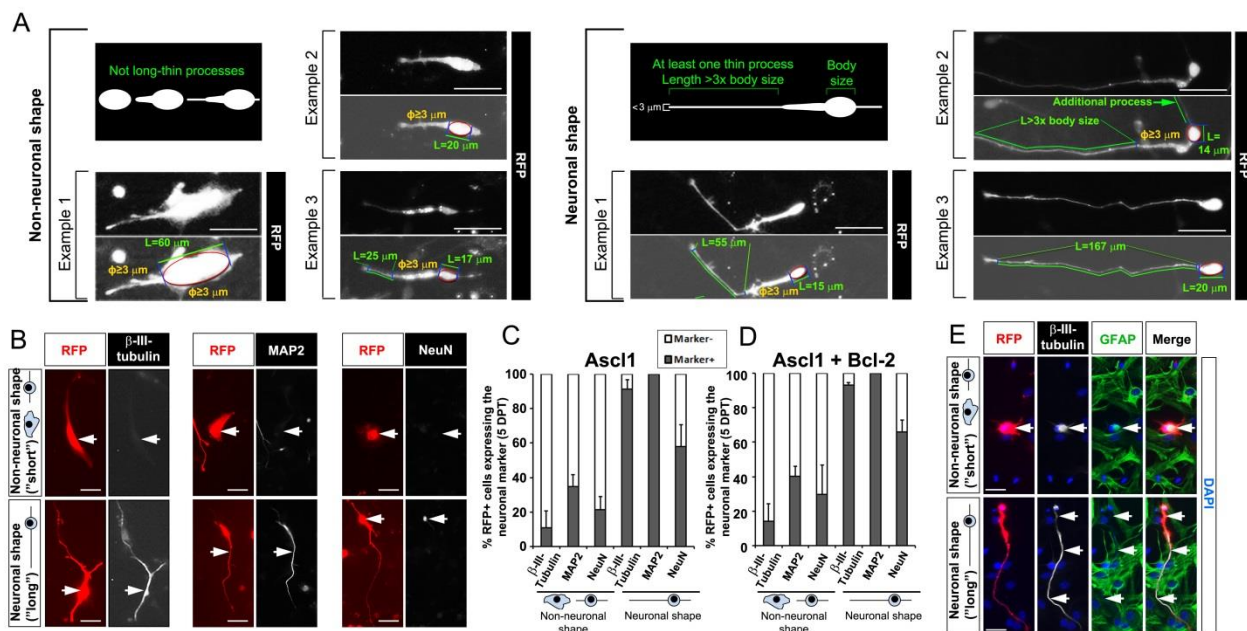 A
Non-neuronal shape
Not long-thin processes
Example 1
RFP
L=60 μm
ϕ≥3 μm
ϕ≥3 μm
Example 2
ϕ≥3 μm
L=20 μm
Example 3
L=25 μm
ϕ≥3 μm
L=17 μm
RFP
Neuronal shape
At least one thin process
Length >3x body size
Body
size
<3 μm
Example 1
RFP
L=55 μm
ϕ≥3 μm
L=15 μm
Example 2
Additional process
L>3x body size
ϕ≥3 μm
L=
14 μm
Example 3
L=167 μm
L=20 μm
RFP
B
RFP
β-III-
tubulin
RFP
MAP2
RFP
NeuN
Non-neuronal shape
("short")
Neuronal shape
("long")
C
Marker-
Marker+
Ascl1
% RFP+ cells expressing the
neuronal marker (5 DPT)
100
80
60
40
20
0
β-III-
Tubulin
MAP2
NeuN
β-III-
Tubulin
MAP2
NeuN
Non-neuronal
shape
Neuronal shape
D
Ascl1 + Bcl-2
% RFP+ cells expressing the
neuronal marker (5 DPT)
100
80
60
40
20
0
β-III-
Tubulin
MAP2
NeuN
β-III-
Tubulin
MAP2
NeuN
Non-neuronal
shape
Neuronal shape
E
RFP
β-III-
tubulin
GFAP
Merge
Non-neuronal shape
("short")
Neuronal shape
("long")
DAPI